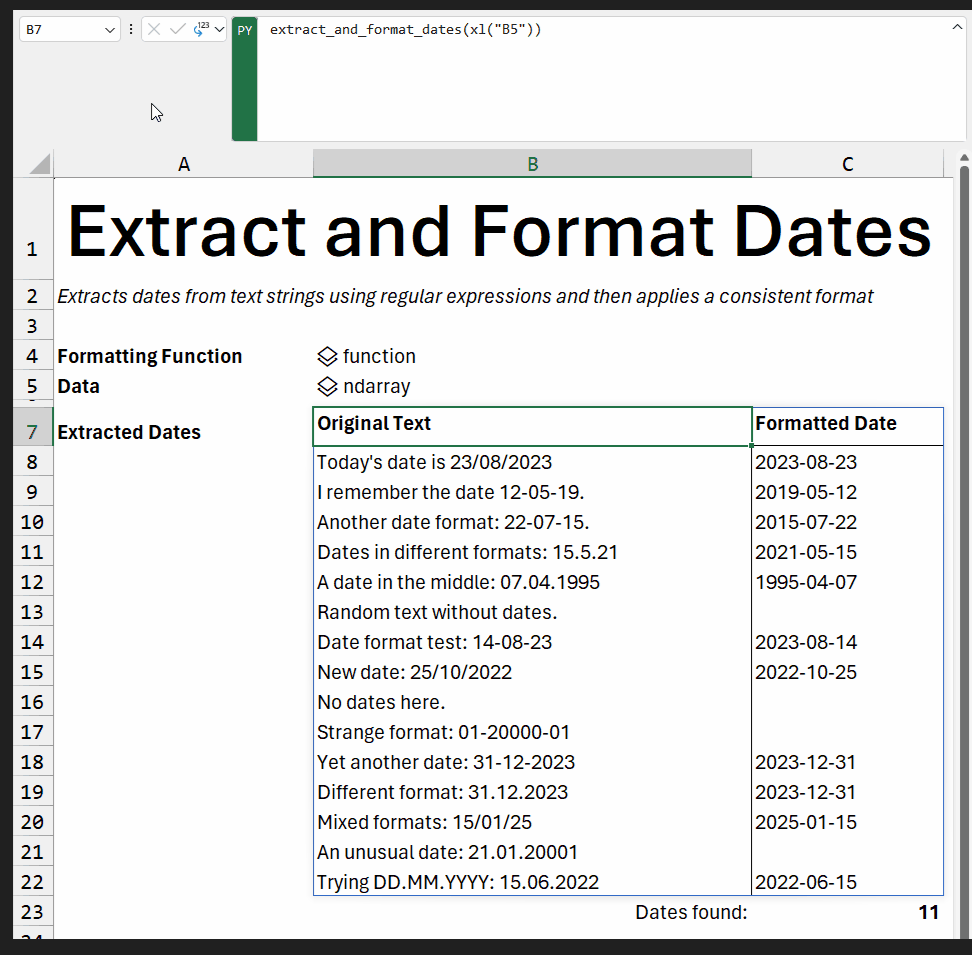 B7 PY extract_and_format_dates(xl("B5"))
A B C
1 Extract and Format Dates
2 Extracts dates from text strings using regular expressions and then applies a consistent format
3
4 Formatting Function function
5 Data ndarray
7 Extracted Dates Original Text Formatted Date
8 Today's date is 23/08/2023 2023-08-23
9 I remember the date 12-05-19. 2019-05-12
10 Another date format: 22-07-15. 2015-07-22
11 Dates in different formats: 15.5.21 2021-05-15
12 A date in the middle: 07.04.1995 1995-04-07
13 Random text without dates.
14 Date format test: 14-08-23 2023-08-14
15 New date: 25/10/2022 2022-10-25
16 No dates here.
17 Strange format: 01-20000-01
18 Yet another date: 31-12-2023 2023-12-31
19 Different format: 31.12.2023 2023-12-31
20 Mixed formats: 15/01/25 2025-01-15
21 An unusual date: 21.01.20001
22 Trying DD.MM.YYYY: 15.06.2022 2022-06-15
23 Dates found: 11